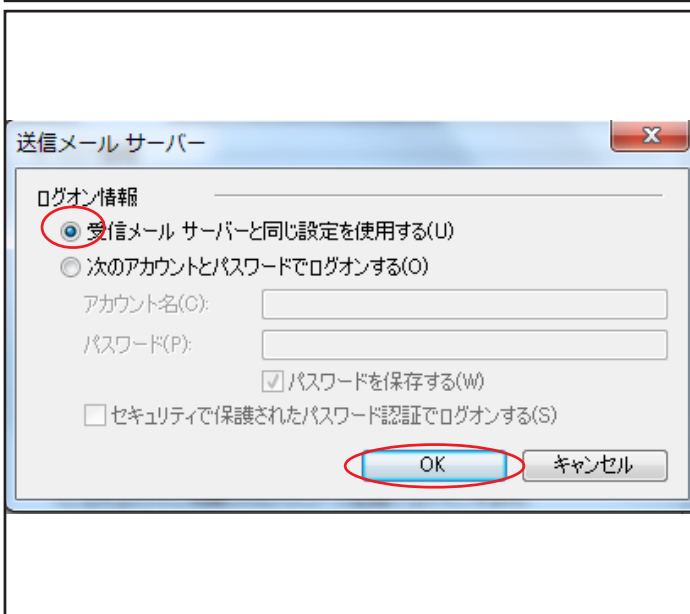 送信メール サーバー
ログオン情報
受信メール サーバーと同じ設定を使用する(U)
次のアカウントとパスワードでログオンする(O)
アカウント名(C):
パスワード(P):
パスワードを保存する(W)
セキュリティで保護されたパスワード認証でログオンする(S)
OK キャンセル